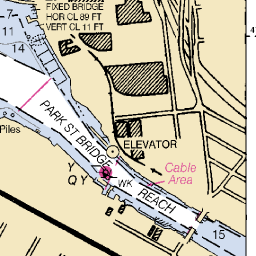 7
FIXED BRIDGE
HOR CL 89 FT
VERT CL 11 FT
11
PARK ST BRIDGE
Piles
ELEVATOR
Y
Q Y
WK
Cable
Area
REACH
15